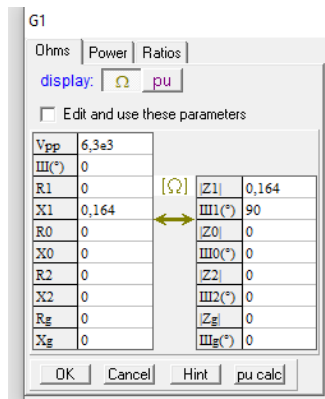 G1
Ohms Power Ratios
display: Ω pu
Edit and use these parameters
Vpp 6,3e3
Ш(°) 0
R1 0 [Ω] |Z1| 0,164
X1 0,164 Ш1(°) 90
R0 0 |Z0| 0
X0 0 Ш0(°) 0
R2 0 |Z2| 0
X2 0 Ш2(°) 0
Rg 0 |Zg| 0
Xg 0 Шg(°) 0
OK Cancel Hint pu calc